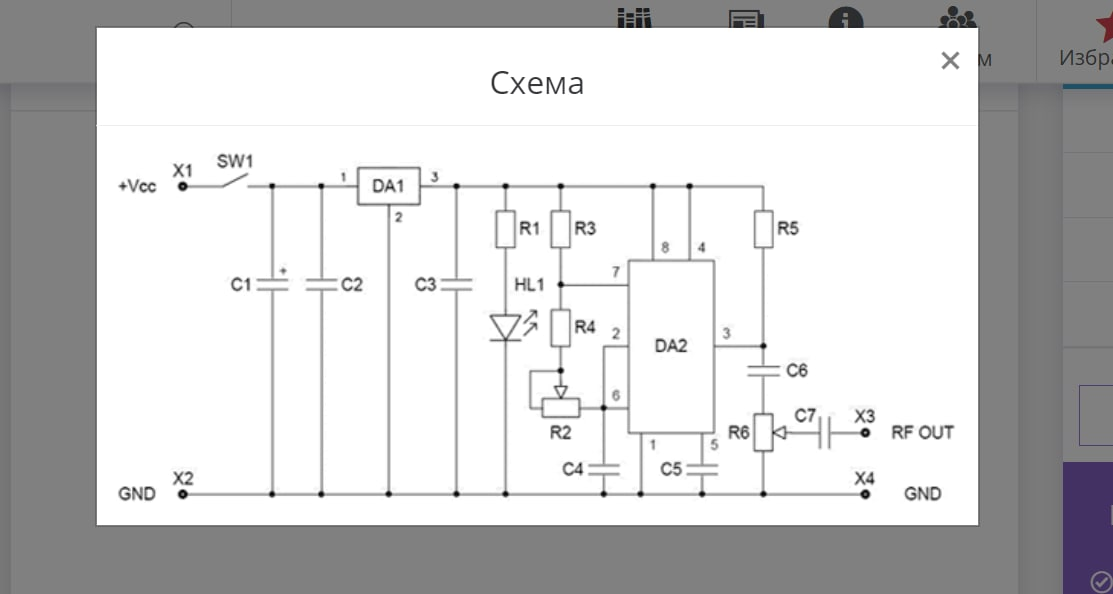 м
Избра
Схема
+Vcc X1 SW1 1 DA1 3
2
R1 R3 8 4 R5
C1 + C2 C3 HL1 7
R4 2 DA2 3
C6
6
R2 R6 C7 X3 RF OUT
1 5
C4 C5
GND X2 X4 GND